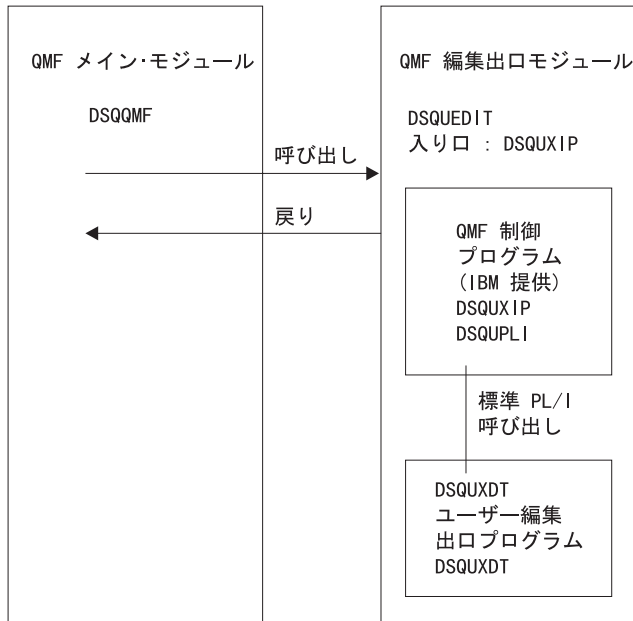 QMF メイン・モジュール
DSQQMF
呼び出し
戻り
QMF 編集出口モジュール
DSQUEDIT
入り口 : DSQUXIP
QMF 制御
プログラム
(IBM 提供)
DSQUXIP
DSQUPLI
標準 PL/I
呼び出し
DSQUXDT
ユーザー編集
出口プログラム
DSQUXDT